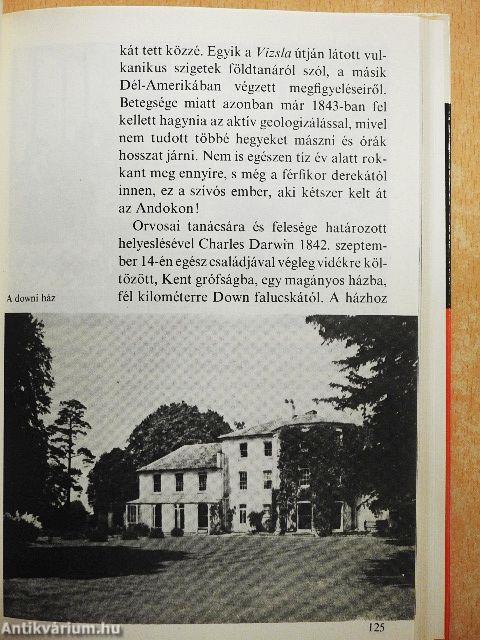 kát tett közzé. Egyik a Vizsla útján látott vul-
kanikus szigetek földtanáról szól, a másik
Dél-Amerikában végzett megfigyeléseiről.
Betegsége miatt azonban már 1843-ban fel
kellett hagynia az aktív geologizálással, mivel
nem tudott többé hegyeket mászni és órák
hosszat járni. Nem is egészen tíz év alatt rok-
kant meg ennyire, s még a férfikor derekától
innen, ez a szívós ember, aki kétszer kelt át
az Andokon!
Orvosai tanácsára és felesége határozott
helyeslésével Charles Darwin 1842. szeptem-
ber 14-én egész családjával végleg vidékre köl-
tözött, Kent grófságba, egy magányos házba,
fél kilométerre Down falucskától. A házhoz
A downi ház
125
Antikvárium.hu